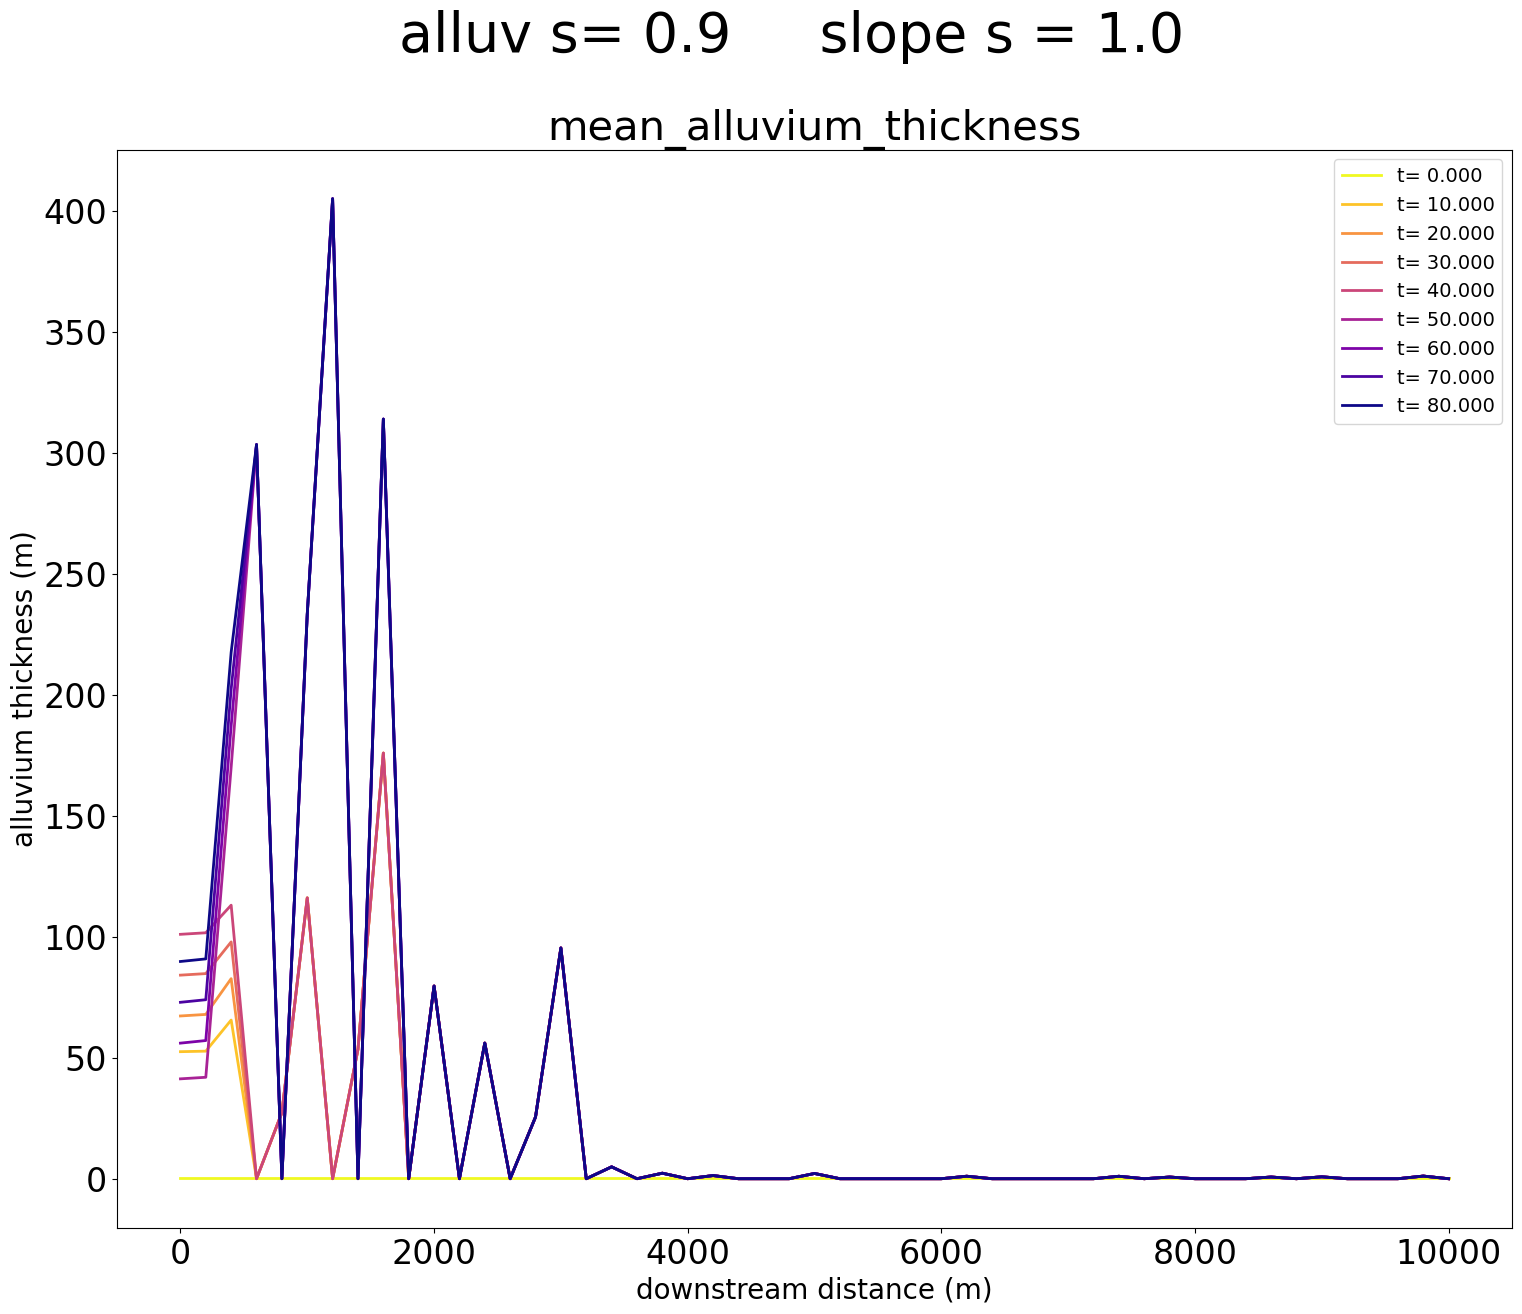 alluv s= 0.9     slope s = 1.0
mean_alluvium_thickness
t= 0.000
t= 10.000
t= 20.000
t= 30.000
t= 40.000
t= 50.000
t= 60.000
t= 70.000
t= 80.000
400
350
300
250
200
150
100
50
0
alluvium thickness (m)
0 2000 4000 6000 8000 10000
downstream distance (m)